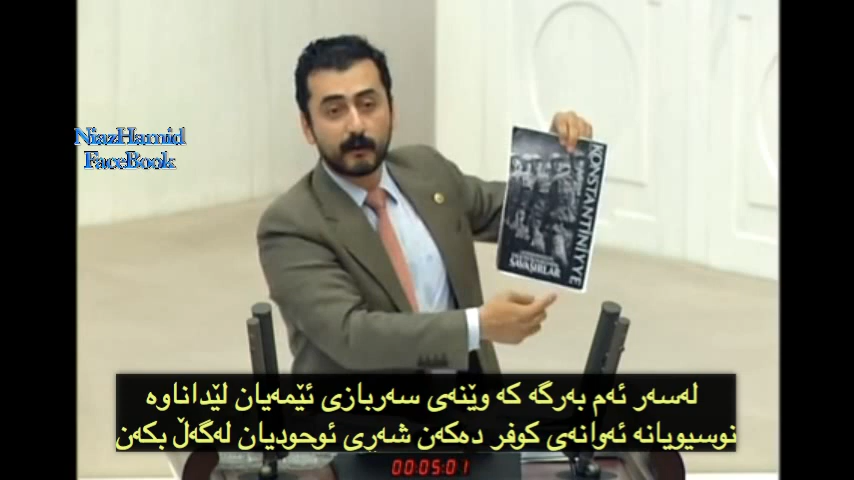 NiazHamid
FaceBook
KONSTANTINIYYE
SAVAŞIRLAR
لەسەر ئەم بەرگە کە وێنەی سەربازی ئێمەیان لێداناوە
نوسیویانە ئەوانەی کوفر دەکەن شەڕی ئوحودیان لەگەڵ بکەن
00:05:01